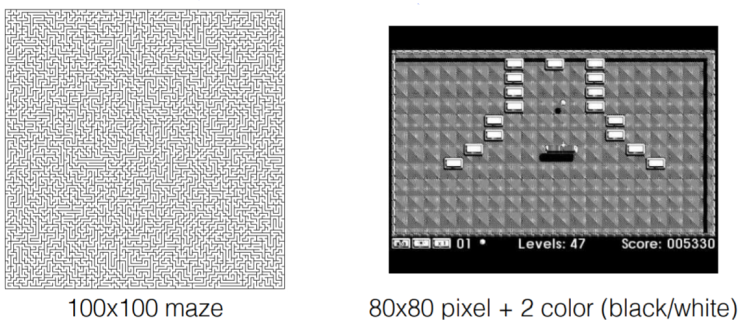 01 Levels: 47 Score: 005330
100x100 maze
80x80 pixel + 2 color (black/white)